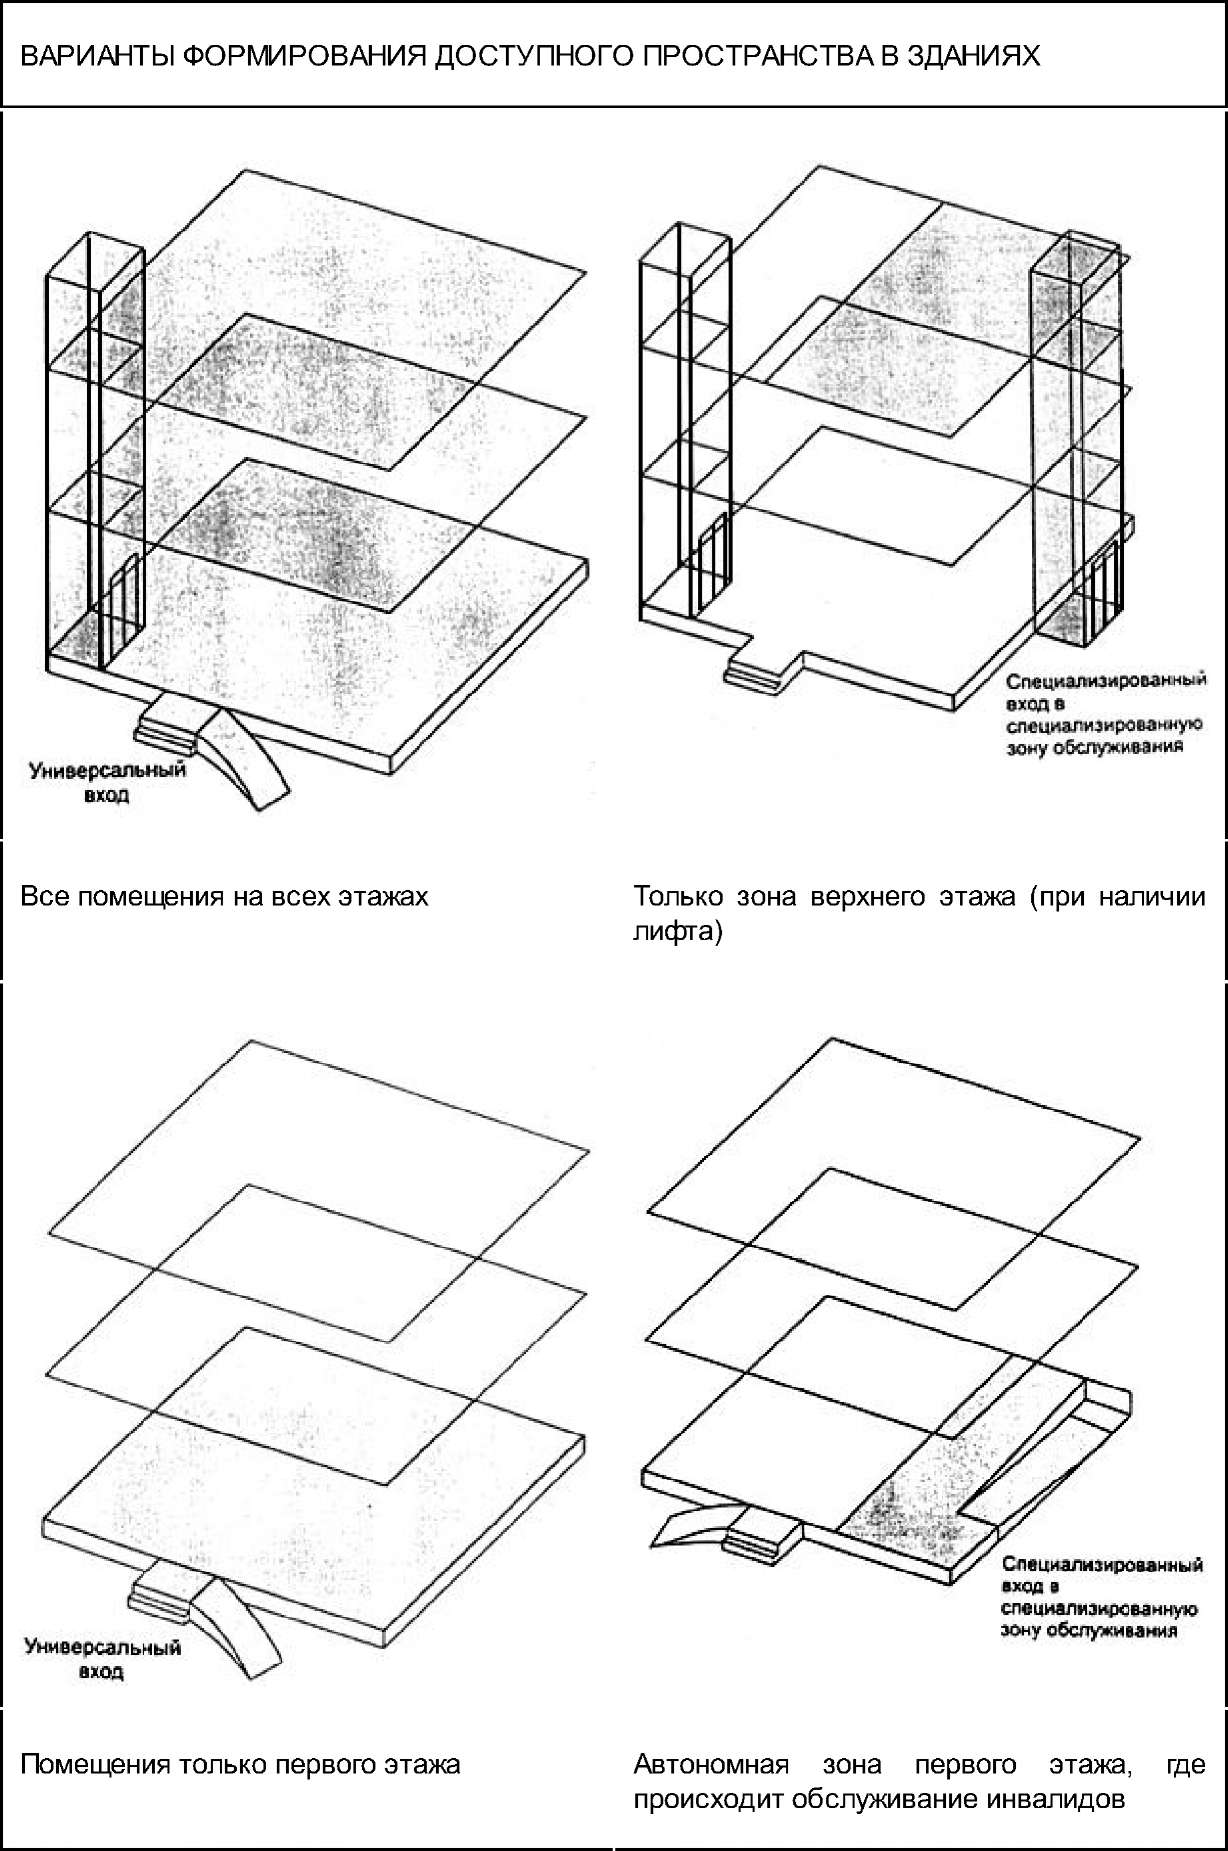 ВАРИАНТЫ ФОРМИРОВАНИЯ ДОСТУПНОГО ПРОСТРАНСТВА В ЗДАНИЯХ
Универсальный
вход
Специализированный
вход в
специализированную
зону обслуживания
Все помещения на всех этажах
Только зона верхнего этажа (при наличии
лифта)
Универсальный
вход
Специализированный
вход в
специализированную
зону обслуживания
Помещения только первого этажа
Автономная зона первого этажа, где
происходит обслуживание инвалидов